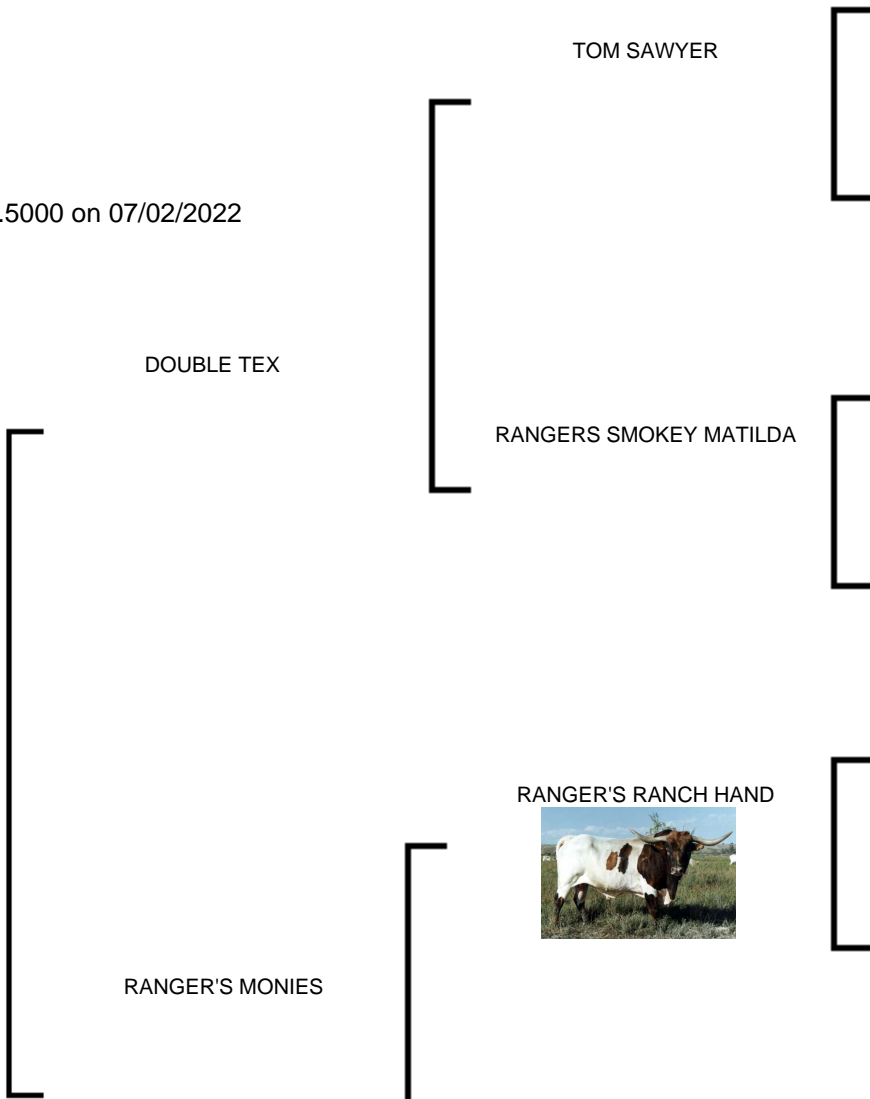 TOM SAWYER
.5000 on 07/02/2022
DOUBLE TEX
RANGERS SMOKEY MATILDA
RANGER'S RANCH HAND
RANGER'S MONIES